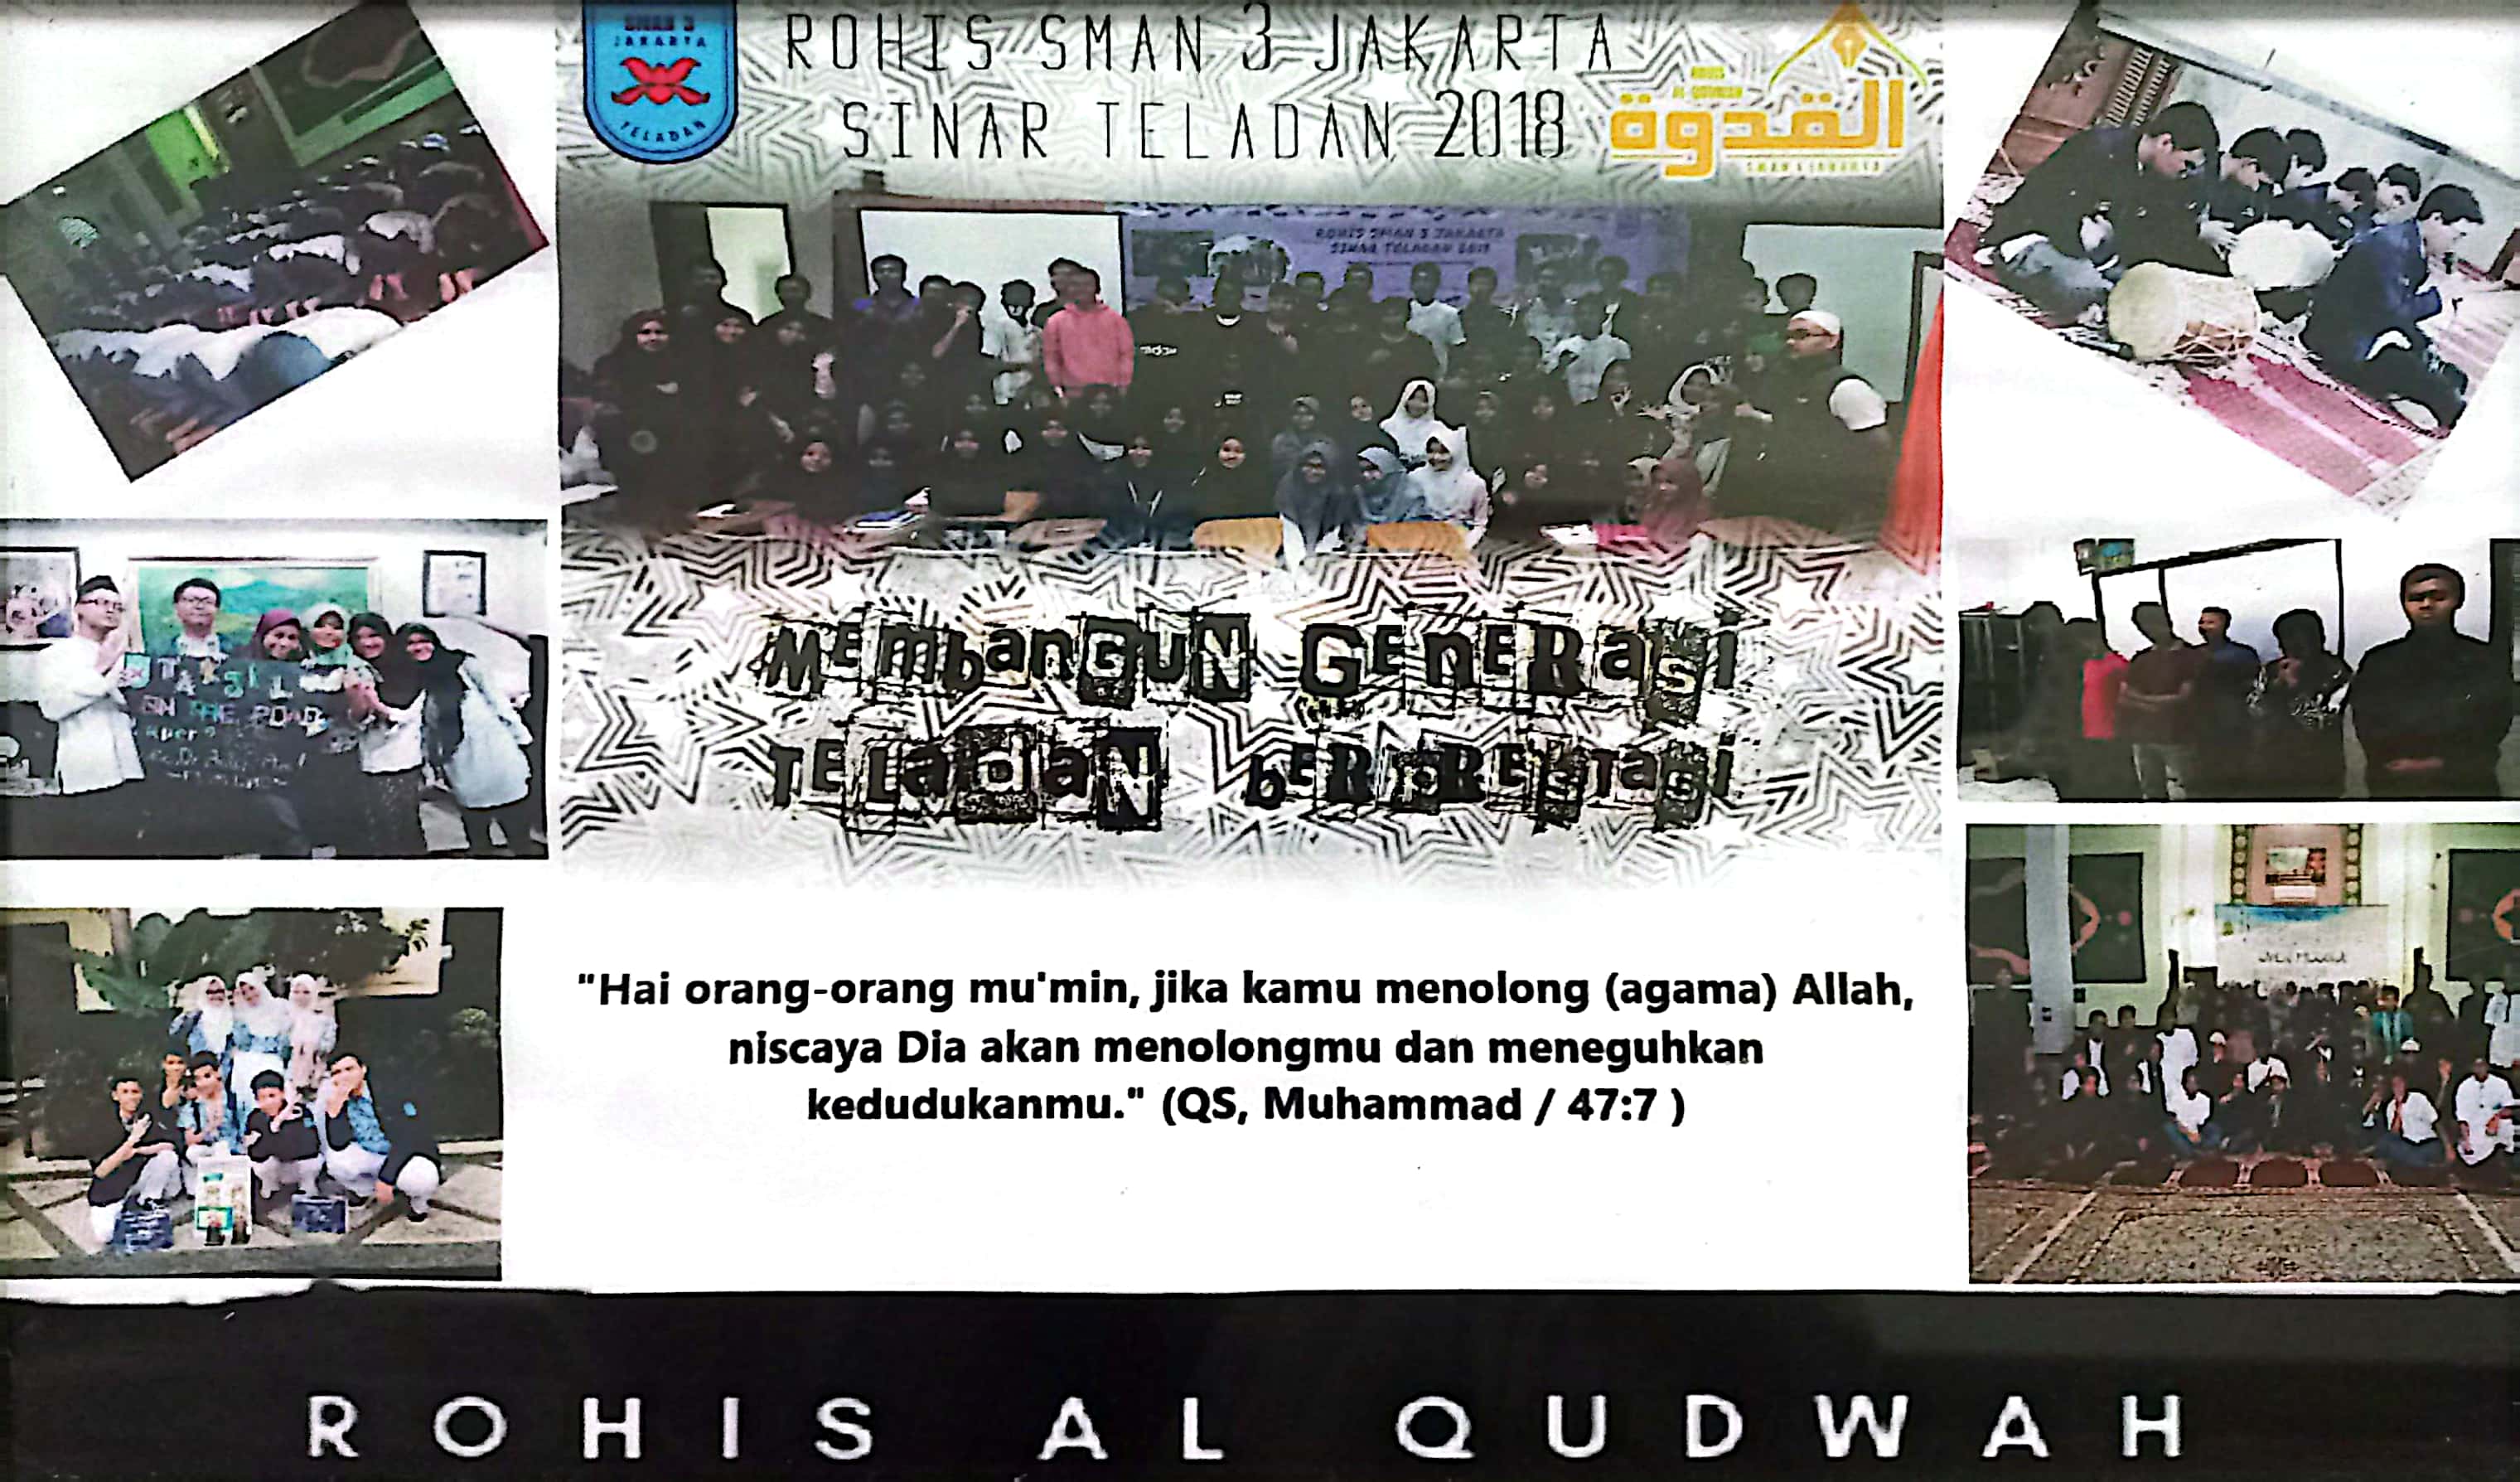 SMAN 3
JAKARTA
TELADAN
ROHIS SMAN 3 JAKARTA
SINAR TELADAN 2018
ROHIS
AL-QUDWAH
القدوة
SMAN 3 JAKARTA
ROHIS SMAN 3 JAKARTA
SINAR TELADAN 2018
MEmbanGUN GEnERasi
TELadaN bERPREsTasi
ON THE ROAD
"Hai orang-orang mu'min, jika kamu menolong (agama) Allah,
niscaya Dia akan menolongmu dan meneguhkan
kedudukanmu." (QS, Muhammad / 47:7 )
ROHIS AL QUDWAH